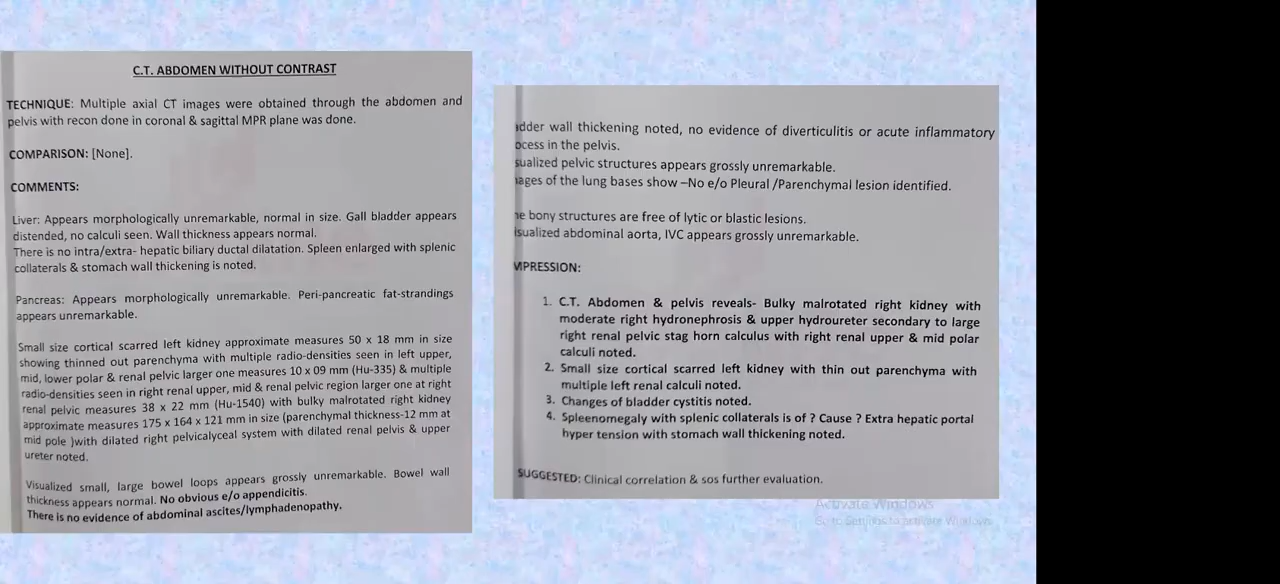 C.T. ABDOMEN WITHOUT CONTRAST
TECHNIQUE: Multiple axial CT images were obtained through the abdomen and
pelvis with recon done in coronal & sagittal MPR plane was done.
COMPARISON: [None].
COMMENTS:
Liver: Appears morphologically unremarkable, normal in size. Gall bladder appears
distended, no calculi seen. Wall thickness appears normal.
There is no intra/extra- hepatic biliary ductal dilatation. Spleen enlarged with splenic
collaterals & stomach wall thickening is noted.
Pancreas: Appears morphologically unremarkable. Peri-pancreatic fat-strandings
appears unremarkable.
Small size cortical scarred left kidney approximate measures 50 x 18 mm in size
showing thinned out parenchyma with multiple radio-densities seen in left upper,
mid, lower polar & renal pelvic larger one measures 10 x 09 mm (Hu-335) & multiple
radio-densities seen in right renal upper, mid & renal pelvic region larger one at right
renal pelvic measures 38 x 22 mm (Hu-1540) with bulky malrotated right kidney
approximate measures 175 x 164 x 121 mm in size (parenchymal thickness-12 mm at
mid pole )with dilated right pelvicalyceal system with dilated renal pelvis & upper
ureter noted.
Visualized small, large bowel loops appears grossly unremarkable. Bowel wall
thickness appears normal. No obvious e/o appendicitis.
There is no evidence of abdominal ascites/lymphadenopathy.
dder wall thickening noted, no evidence of diverticulitis or acute inflammatory
ocess in the pelvis.
sualized pelvic structures appears grossly unremarkable.
ages of the lung bases show –No e/o Pleural /Parenchymal lesion identified.
e bony structures are free of lytic or blastic lesions.
isualized abdominal aorta, IVC appears grossly unremarkable.
MPRESSION:
1. C.T. Abdomen & pelvis reveals- Bulky malrotated right kidney with
moderate right hydronephrosis & upper hydroureter secondary to large
right renal pelvic stag horn calculus with right renal upper & mid polar
calculi noted.
2. Small size cortical scarred left kidney with thin out parenchyma with
multiple left renal calculi noted.
3. Changes of bladder cystitis noted.
4. Spleenomegaly with splenic collaterals is of ? Cause ? Extra hepatic portal
hyper tension with stomach wall thickening noted.
SUGGESTED: Clinical correlation & sos further evaluation.
Activate Windows
Go to Settings to activate Windows.